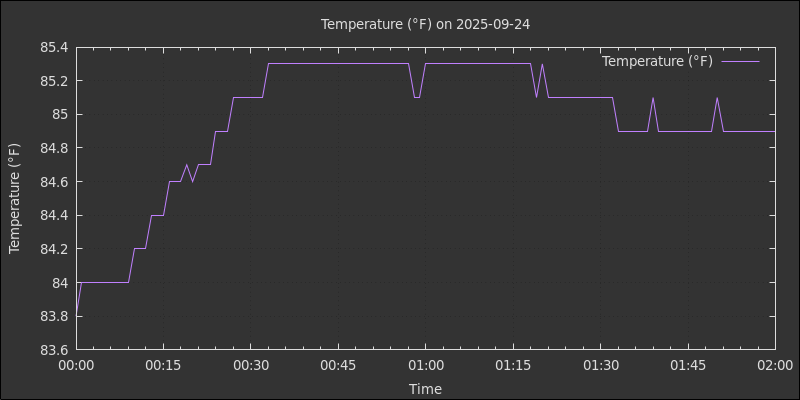 Temperature (°F) on 2025-09-24
Temperature (°F)
Temperature (°F)
85.4
85.2
85
84.8
84.6
84.4
84.2
84
83.8
83.6
00:00 00:15 00:30 00:45 01:00 01:15 01:30 01:45 02:00
Time